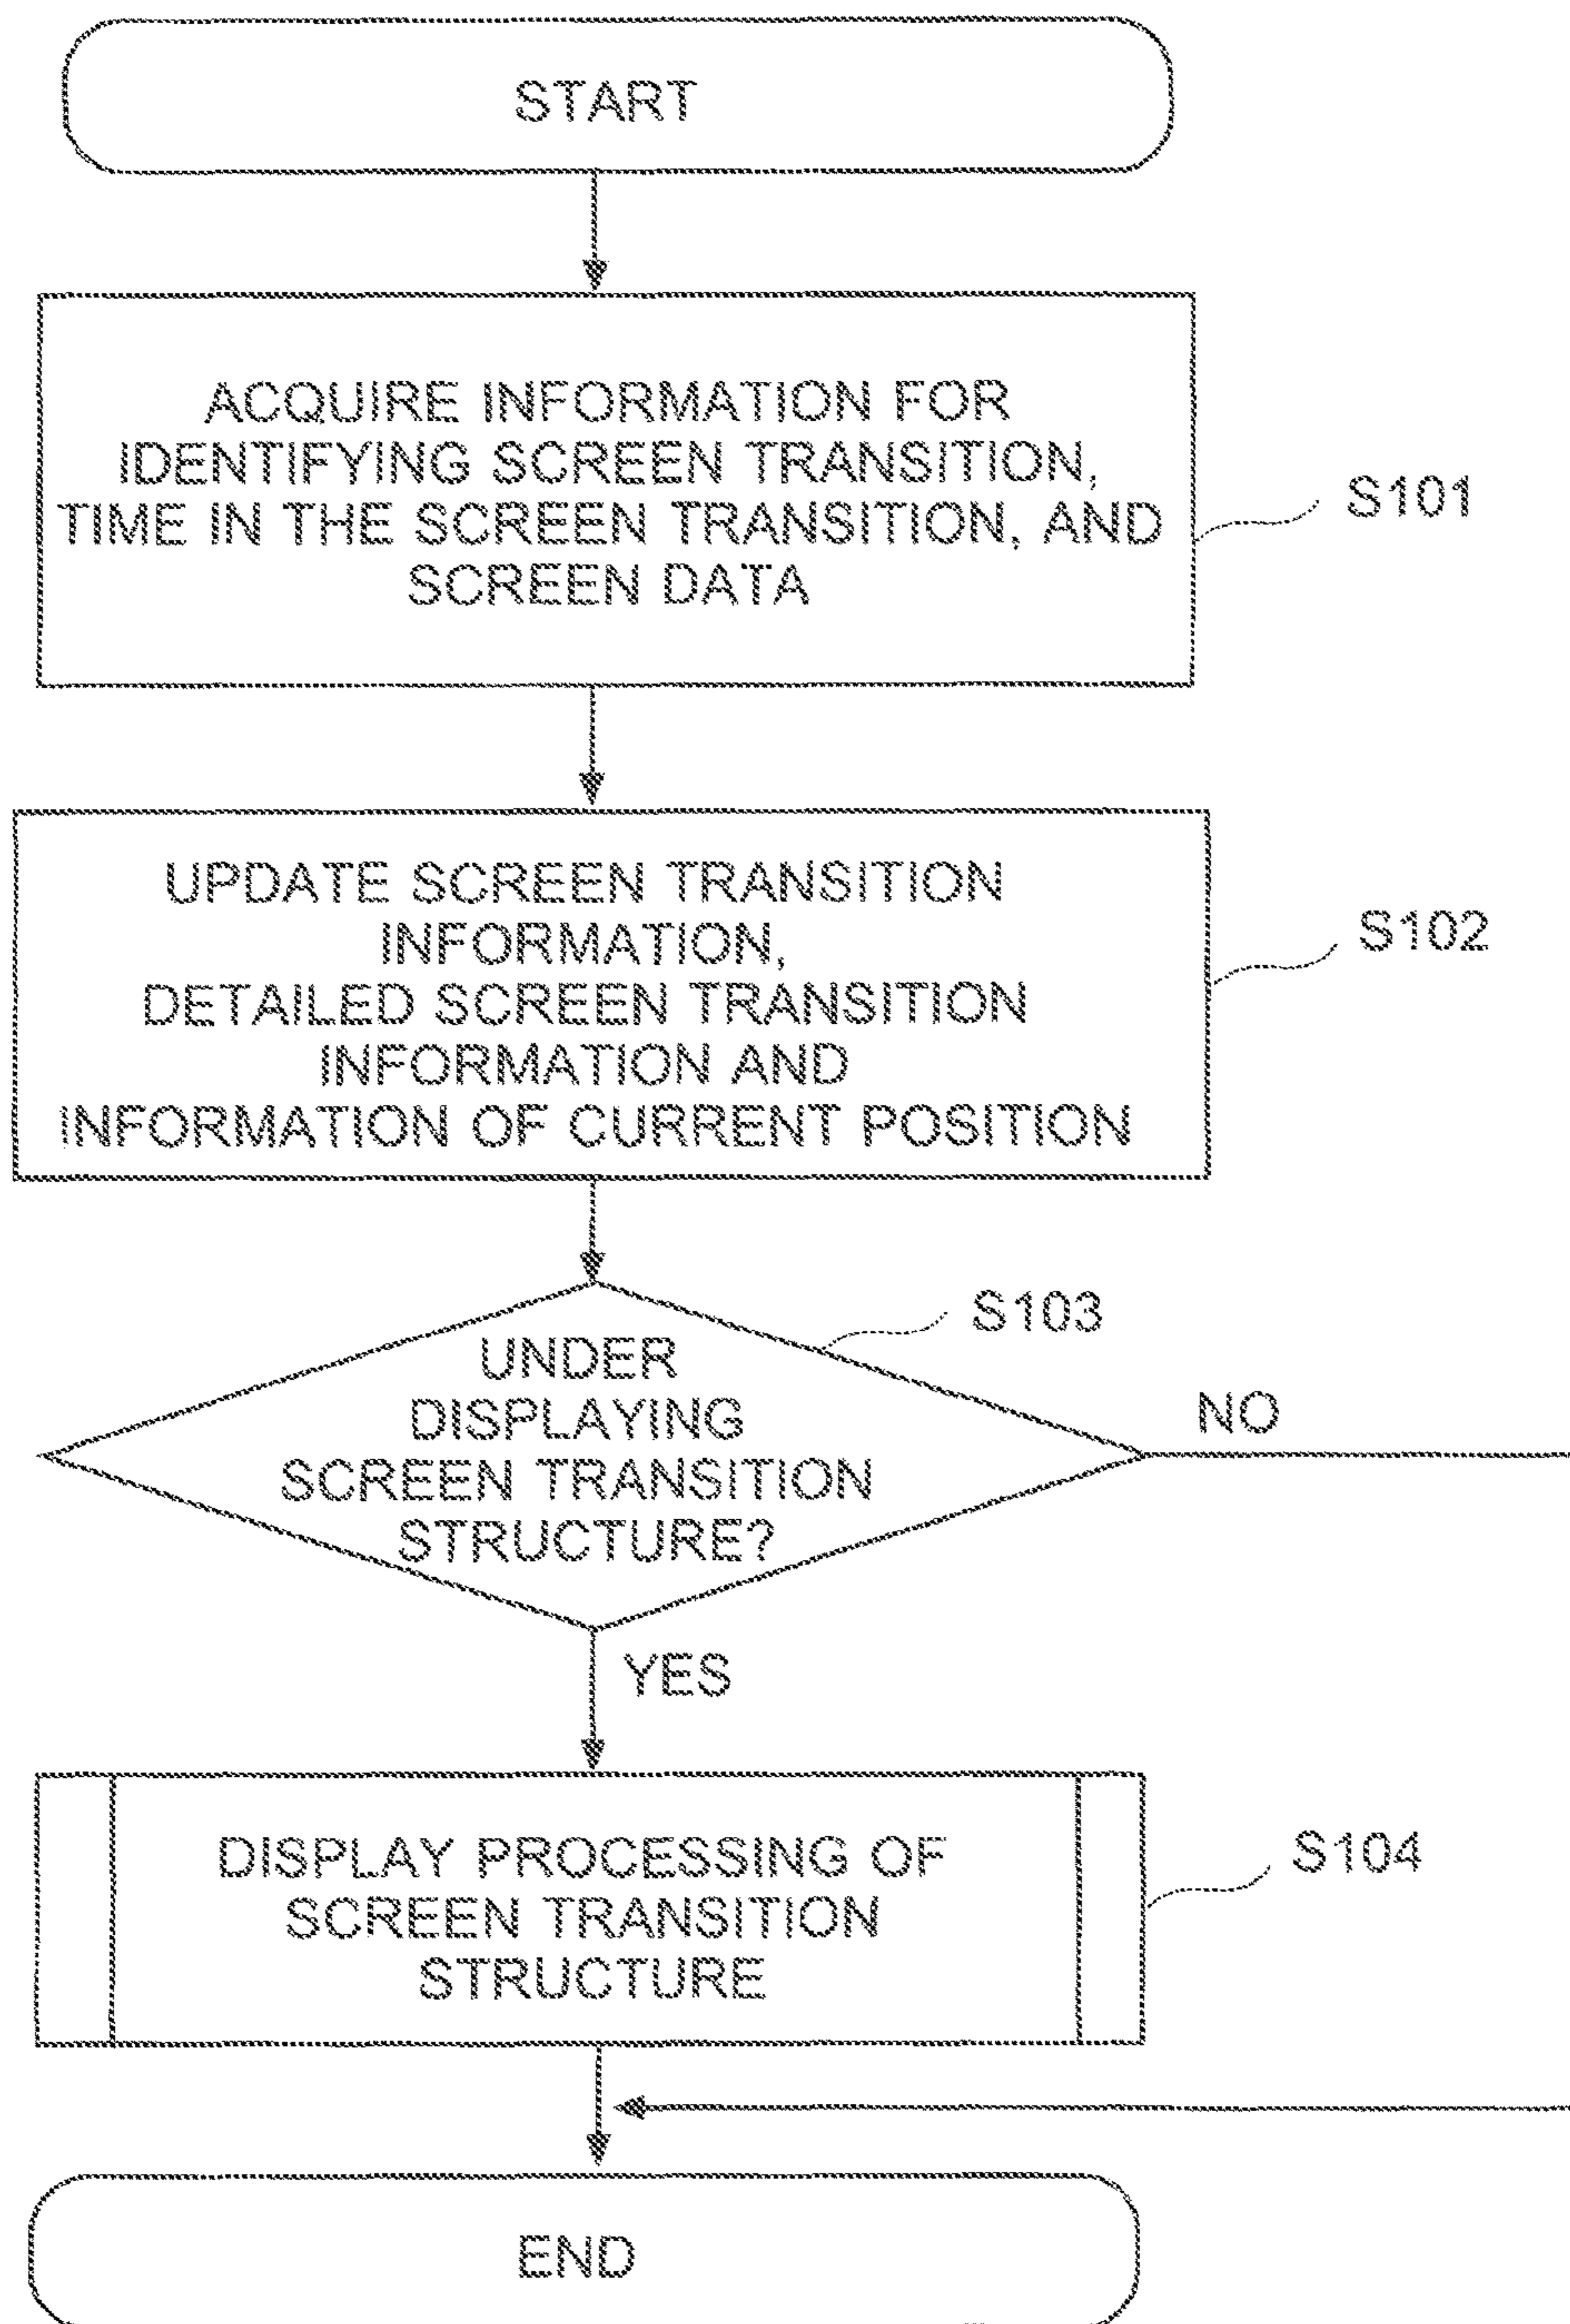 START
ACQUIRE INFORMATION FOR
IDENTIFYING SCREEN TRANSITION,
TIME IN THE SCREEN TRANSITION, AND
SCREEN DATA
S101
UPDATE SCREEN TRANSITION
INFORMATION,
DETAILED SCREEN TRANSITION
INFORMATION AND
INFORMATION OF CURRENT POSITION
S102
UNDER
DISPLAYING
SCREEN TRANSITION
STRUCTURE?
S103
NO
YES
DISPLAY PROCESSING OF
SCREEN TRANSITION
STRUCTURE
S104
END